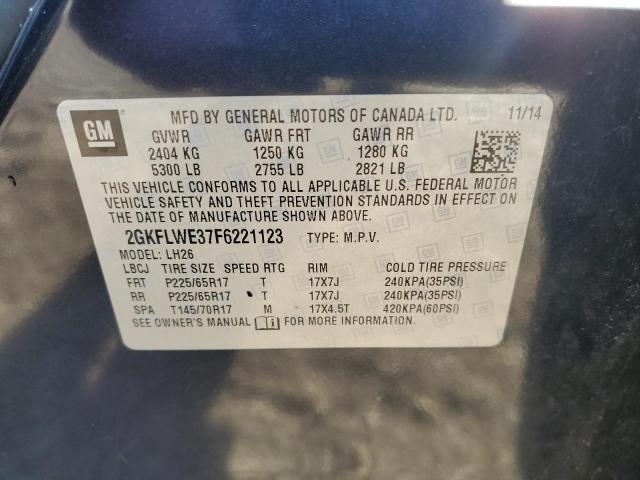 GM MFD BY GENERAL MOTORS OF CANADA LTD. 11/14
GVWR GAWR FRT GAWR RR
2404 KG 1250 KG 1280 KG
5300 LB 2755 LB 2821 LB
THIS VEHICLE CONFORMS TO ALL APPLICABLE U.S. FEDERAL MOTOR
VEHICLE SAFETY AND THEFT PREVENTION STANDARDS IN EFFECT ON
THE DATE OF MANUFACTURE SHOWN ABOVE.
2GKFLWE37F6221123 TYPE: M.P.V.
MODEL: LH26
LBCJ TIRE SIZE SPEED RTG RIM COLD TIRE PRESSURE
FRT P225/65R17 T 17X7J 240KPA(35PSI)
RR P225/65R17 T 17X7J 240KPA(35PSI)
SPA T145/70R17 M 17X4.5T 420KPA(60PSI)
SEE OWNER'S MANUAL FOR MORE INFORMATION.